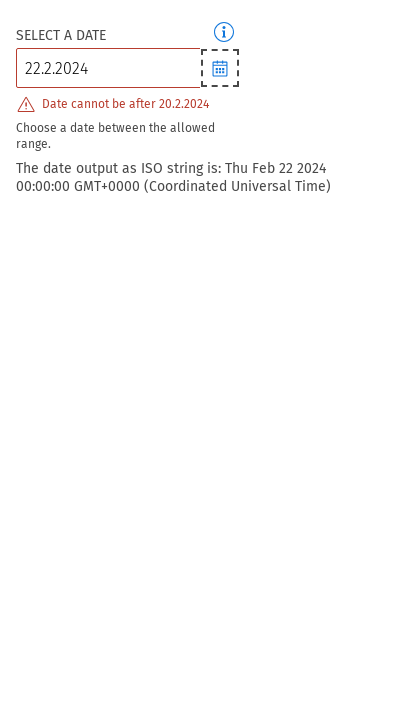 SELECT A DATE
22.2.2024
Date cannot be after 20.2.2024
Choose a date between the allowed
range.
The date output as ISO string is: Thu Feb 22 2024
00:00:00 GMT+0000 (Coordinated Universal Time)